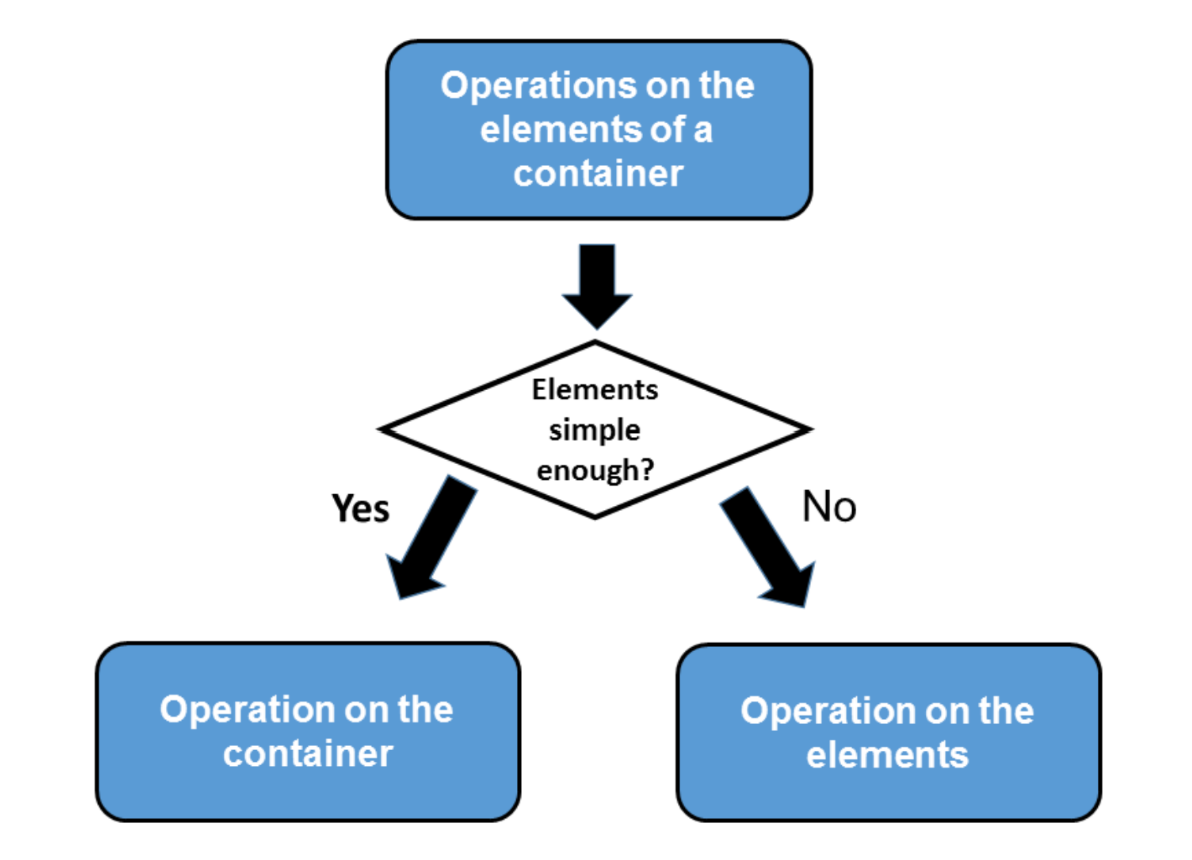 Operations on the
elements of a
container
Elements
simple
enough?
Yes
No
Operation on the
container
Operation on the
elements